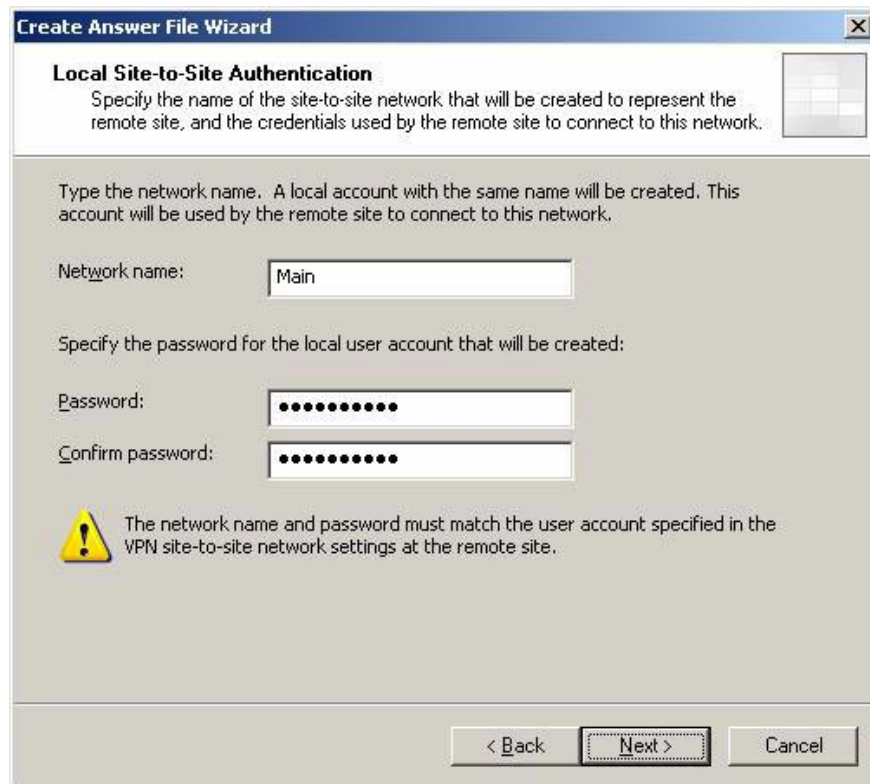 Create Answer File Wizard
Local Site-to-Site Authentication
Specify the name of the site-to-site network that will be created to represent the
remote site, and the credentials used by the remote site to connect to this network.
Type the network name. A local account with the same name will be created. This
account will be used by the remote site to connect to this network.
Network name:
Main
Specify the password for the local user account that will be created:
Password:
••••••••••
Confirm password:
••••••••••
The network name and password must match the user account specified in the
VPN site-to-site network settings at the remote site.
< Back
Next >
Cancel